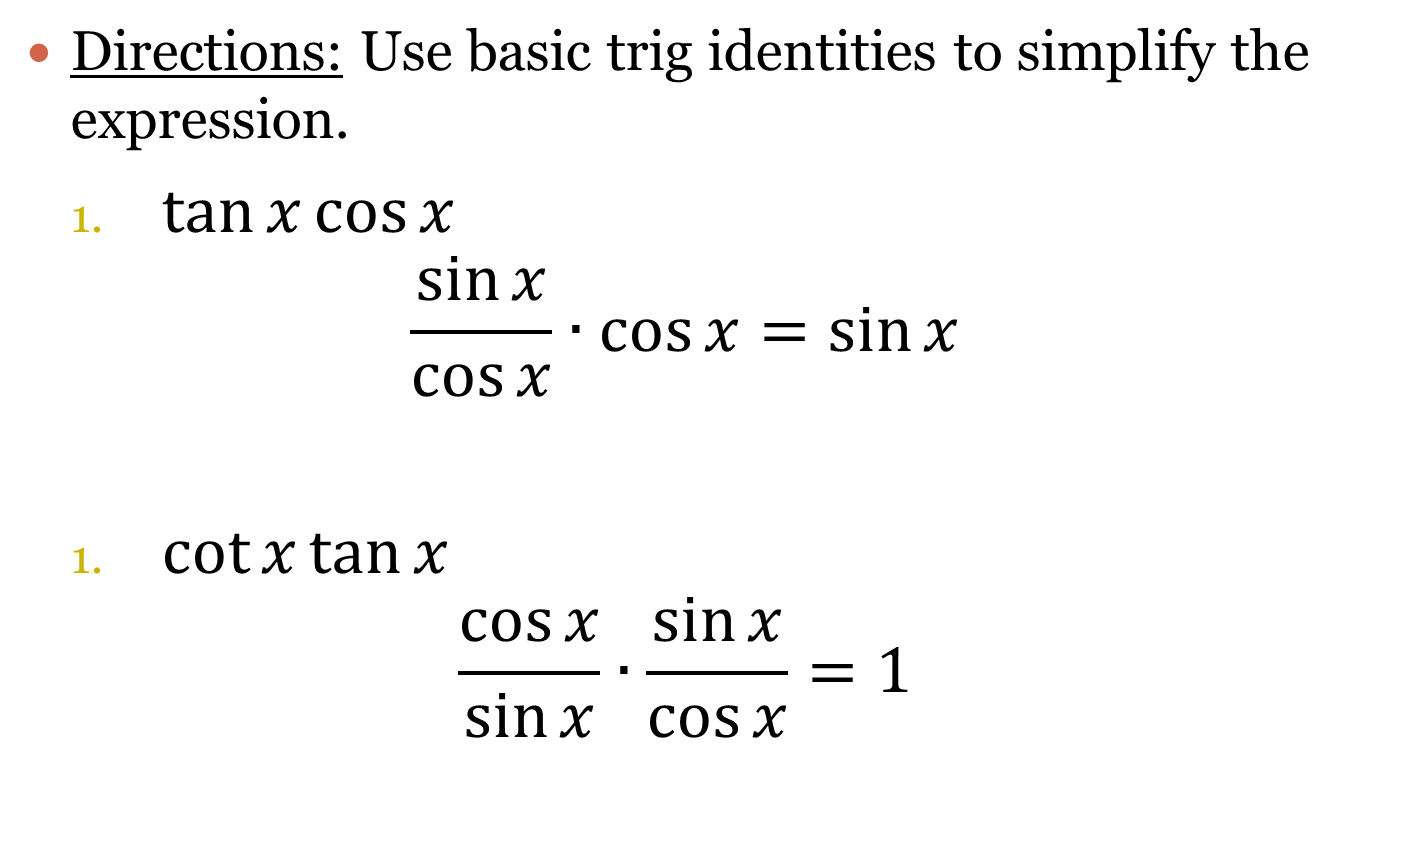 • Directions: Use basic trig identities to simplify the
expression.
1. tan x cos x
sin x
cos x · cos x = sin x
1. cot x tan x
cos x sin x
sin x · cos x = 1